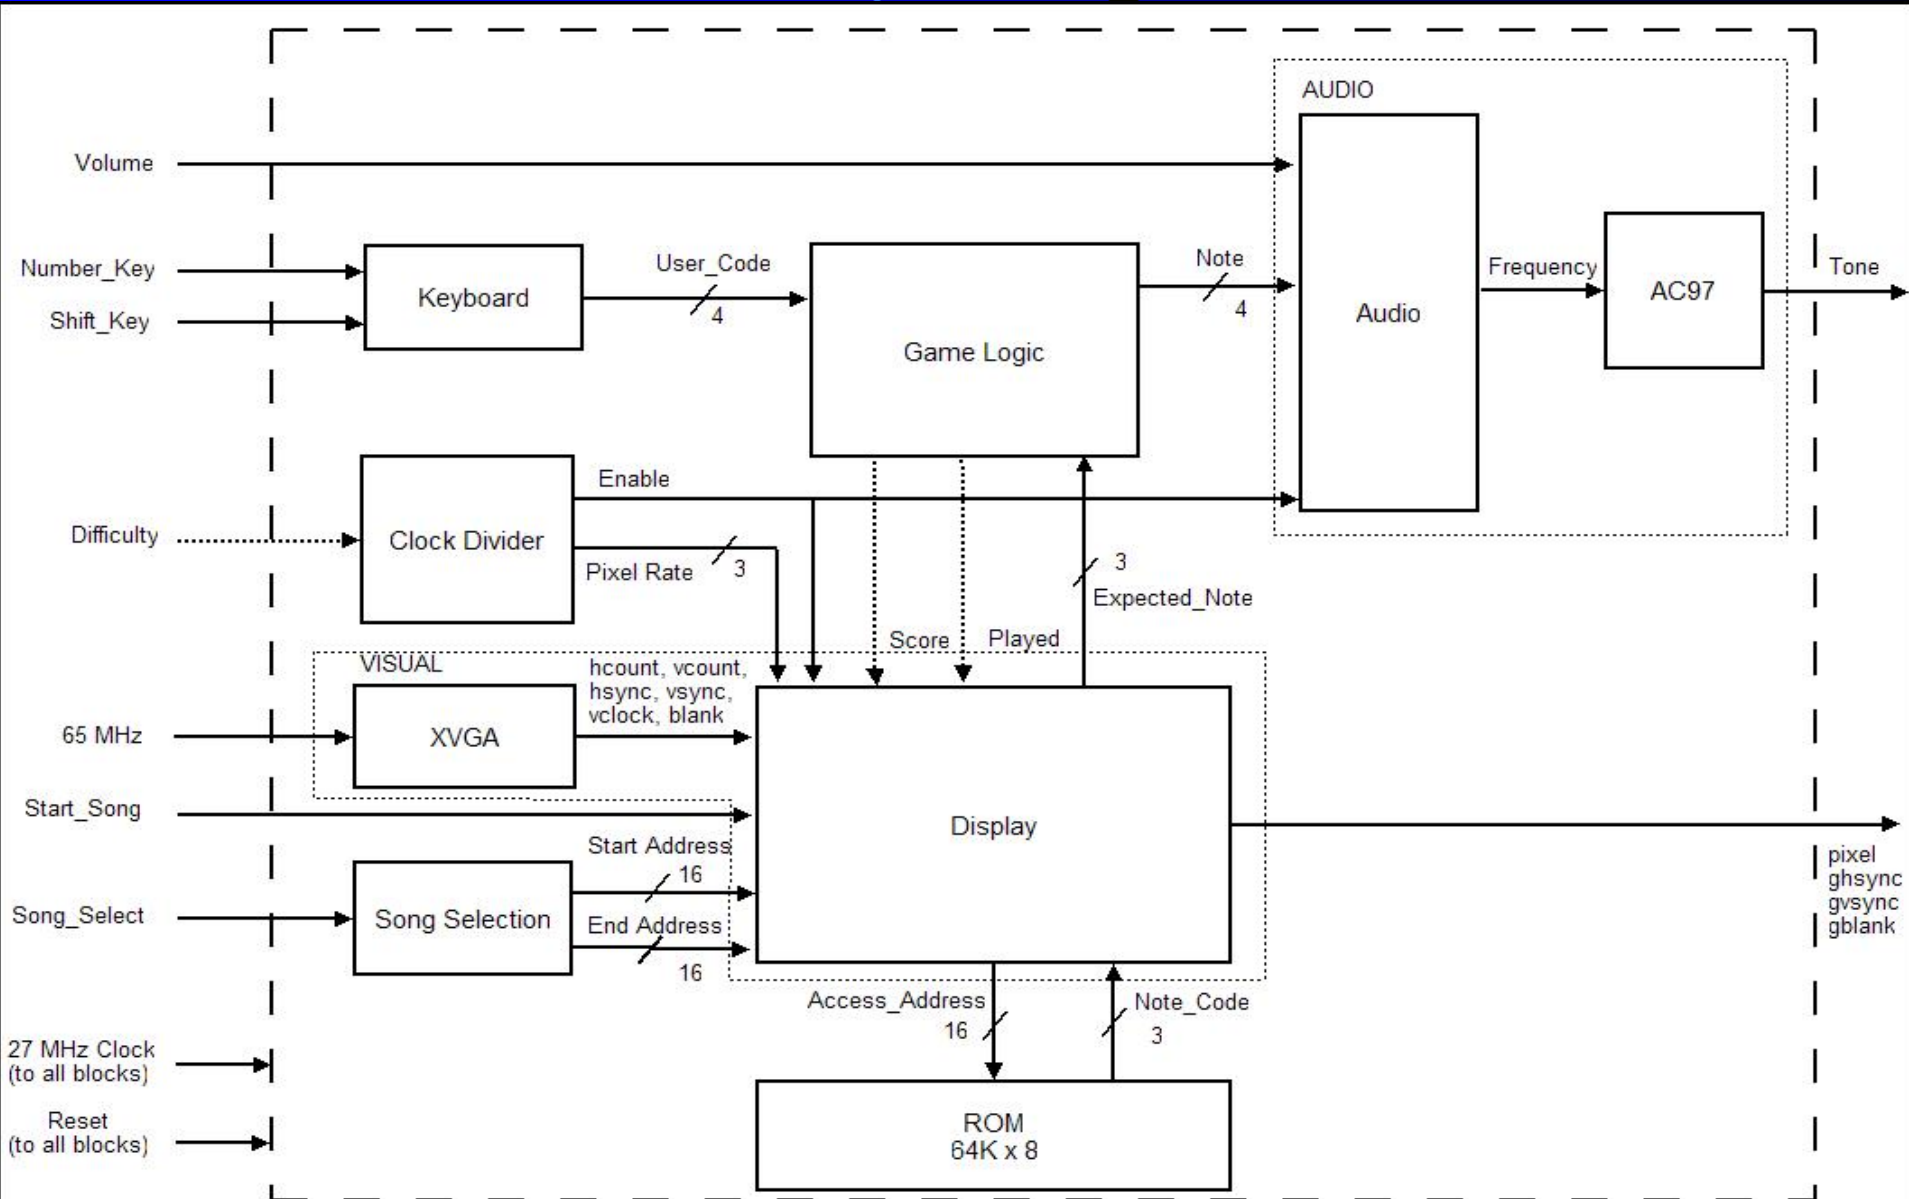 AUDIO
Volume
Number_Key
Shift_Key
Keyboard
User_Code
4
Game Logic
Note
4
Audio
Frequency
AC97
Tone
Difficulty
Clock Divider
Enable
Pixel Rate
3
3
Expected_Note
Score
Played
VISUAL
65 MHz
XVGA
hcount, vcount,
hsync, vsync,
vclock, blank
Start_Song
Display
pixel
ghsync
gvsync
gblank
Song_Select
Song Selection
Start Address
16
End Address
16
Access_Address
16
Note_Code
3
27 MHz Clock
(to all blocks)
Reset
(to all blocks)
ROM
64K x 8